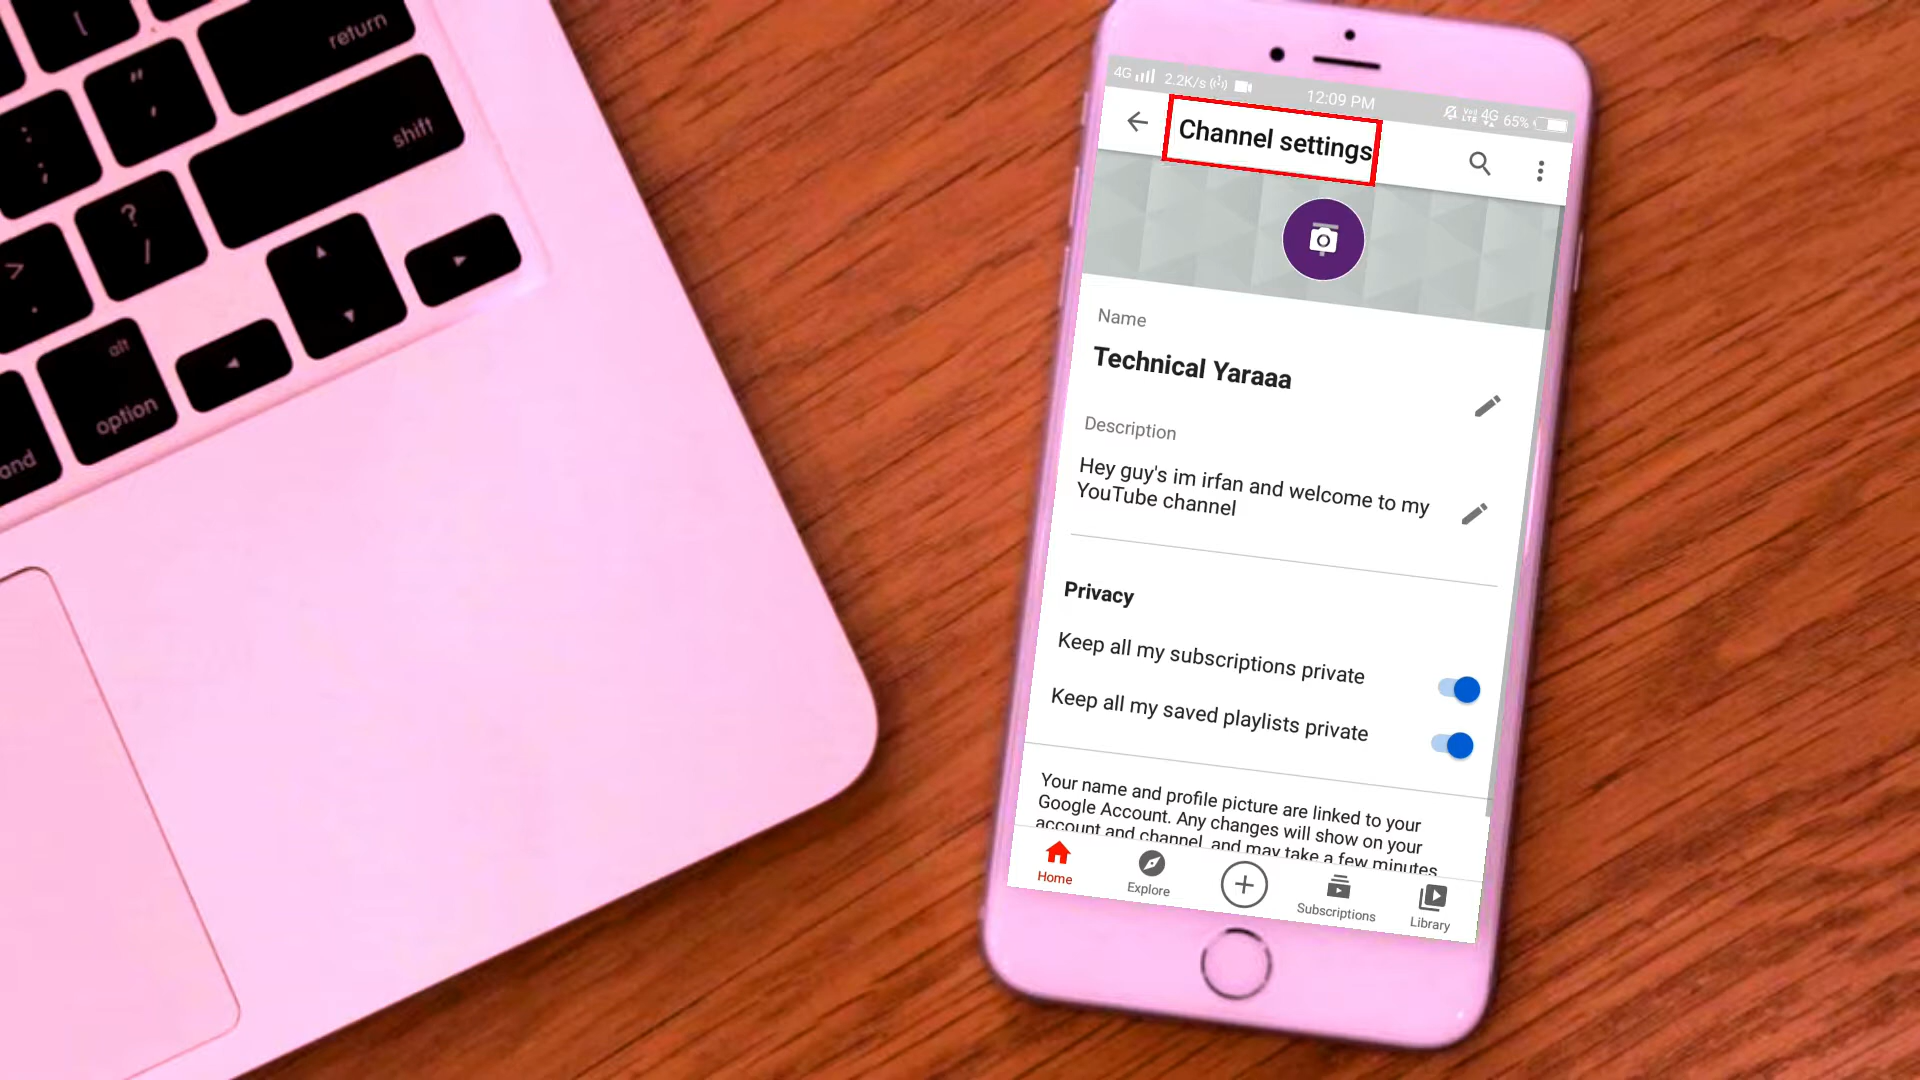 return
shift
alt
option
and
4G 2.2K/s 12:09 PM 4G 65%
Channel settings
Name
Technical Yaraaa
Description
Hey guy's im irfan and welcome to my
YouTube channel
Privacy
Keep all my subscriptions private
Keep all my saved playlists private
Your name and profile picture are linked to your
Google Account. Any changes will show on your
account and channel, and may take a few minutes
Home
Explore
Subscriptions
Library